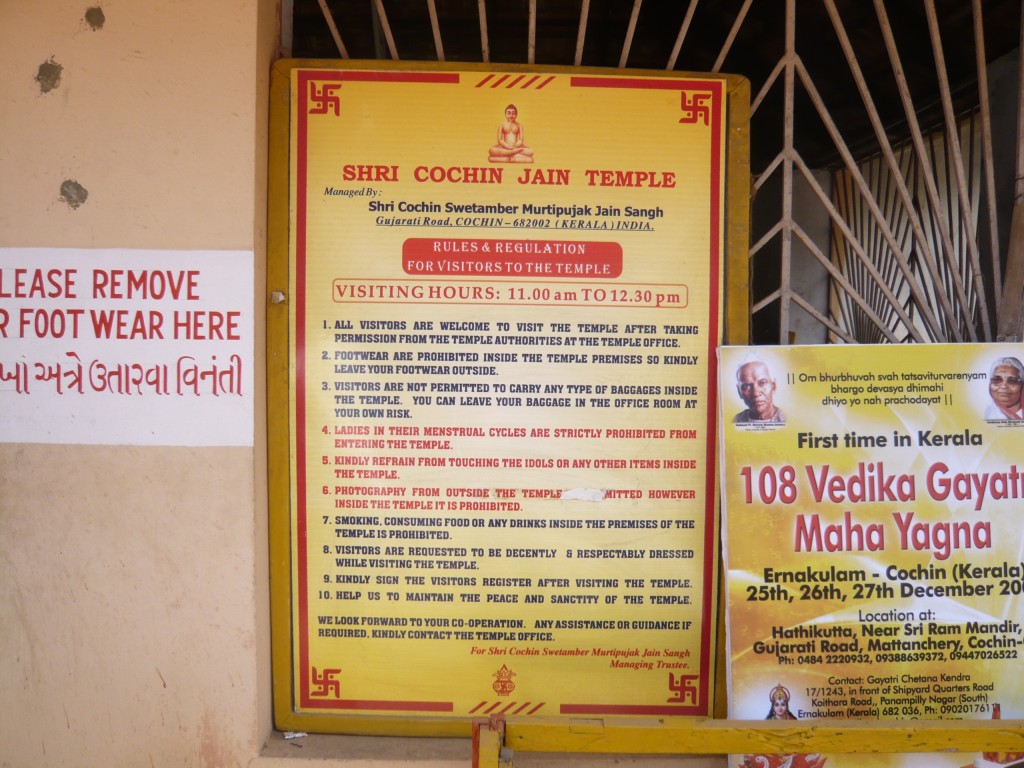 LEASE REMOVE
R FOOT WEAR HERE
અત્રે ઉતારવા વિનંતી
SHRI COCHIN JAIN TEMPLE
Managed By:
Shri Cochin Swetamber Murtipujak Jain Sangh
Gujarati Road, COCHIN – 682002 ( KERALA ) INDIA.
RULES & REGULATION
FOR VISITORS TO THE TEMPLE
VISITING HOURS: 11.00 am TO 12.30 pm
1. ALL VISITORS ARE WELCOME TO VISIT THE TEMPLE AFTER TAKING
PERMISSION FROM THE TEMPLE AUTHORITIES AT THE TEMPLE OFFICE.
2. FOOTWEAR ARE PROHIBITED INSIDE THE TEMPLE PREMISES SO KINDLY
LEAVE YOUR FOOTWEAR OUTSIDE.
3. VISITORS ARE NOT PERMITTED TO CARRY ANY TYPE OF BAGGAGES INSIDE
THE TEMPLE. YOU CAN LEAVE YOUR BAGGAGE IN THE OFFICE ROOM AT
YOUR OWN RISK.
4. LADIES IN THEIR MENSTRUAL CYCLES ARE STRICTLY PROHIBITED FROM
ENTERING THE TEMPLE.
5. KINDLY REFRAIN FROM TOUCHING THE IDOLS OR ANY OTHER ITEMS INSIDE
THE TEMPLE.
6. PHOTOGRAPHY FROM OUTSIDE THE TEMPLE MITTED HOWEVER
INSIDE THE TEMPLE IT IS PROHIBITED.
7. SMOKING, CONSUMING FOOD OR ANY DRINKS INSIDE THE PREMISES OF THE
TEMPLE IS PROHIBITED.
8. VISITORS ARE REQUESTED TO BE DECENTLY & RESPECTABLY DRESSED
WHILE VISITING THE TEMPLE.
9. KINDLY SIGN THE VISITORS REGISTER AFTER VISITING THE TEMPLE.
10. HELP US TO MAINTAIN THE PEACE AND SANCTITY OF THE TEMPLE.
WE LOOK FORWARD TO YOUR CO-OPERATION. ANY ASSISTANCE OR GUIDANCE IF
REQUIRED, KINDLY CONTACT THE TEMPLE OFFICE.
For Shri Cochin Swetamber Murtipujak Jain Sangh
Managing Trustee.
|| Om bhurbhuvah svah tatsaviturvarenyam
bhargo devasya dhimahi
dhiyo yo nah prachodayat ||
First time in Kerala
108 Vedika Gayatr
Maha Yagna
Ernakulam - Cochin (Kerala)
25th, 26th, 27th December 20
Location at:
Hathikutta, Near Sri Ram Mandir,
Gujarati Road, Mattanchery, Cochin-
Ph: 0484 2220932, 09388639372, 09447026522
Contact: Gayatri Chetana Kendra
17/1243, in front of Shipyard Quarters Road
Koithara Road,, Panampilly Nagar (South)
Ernakulam (Kerala) 682 036, Ph: 0902017611